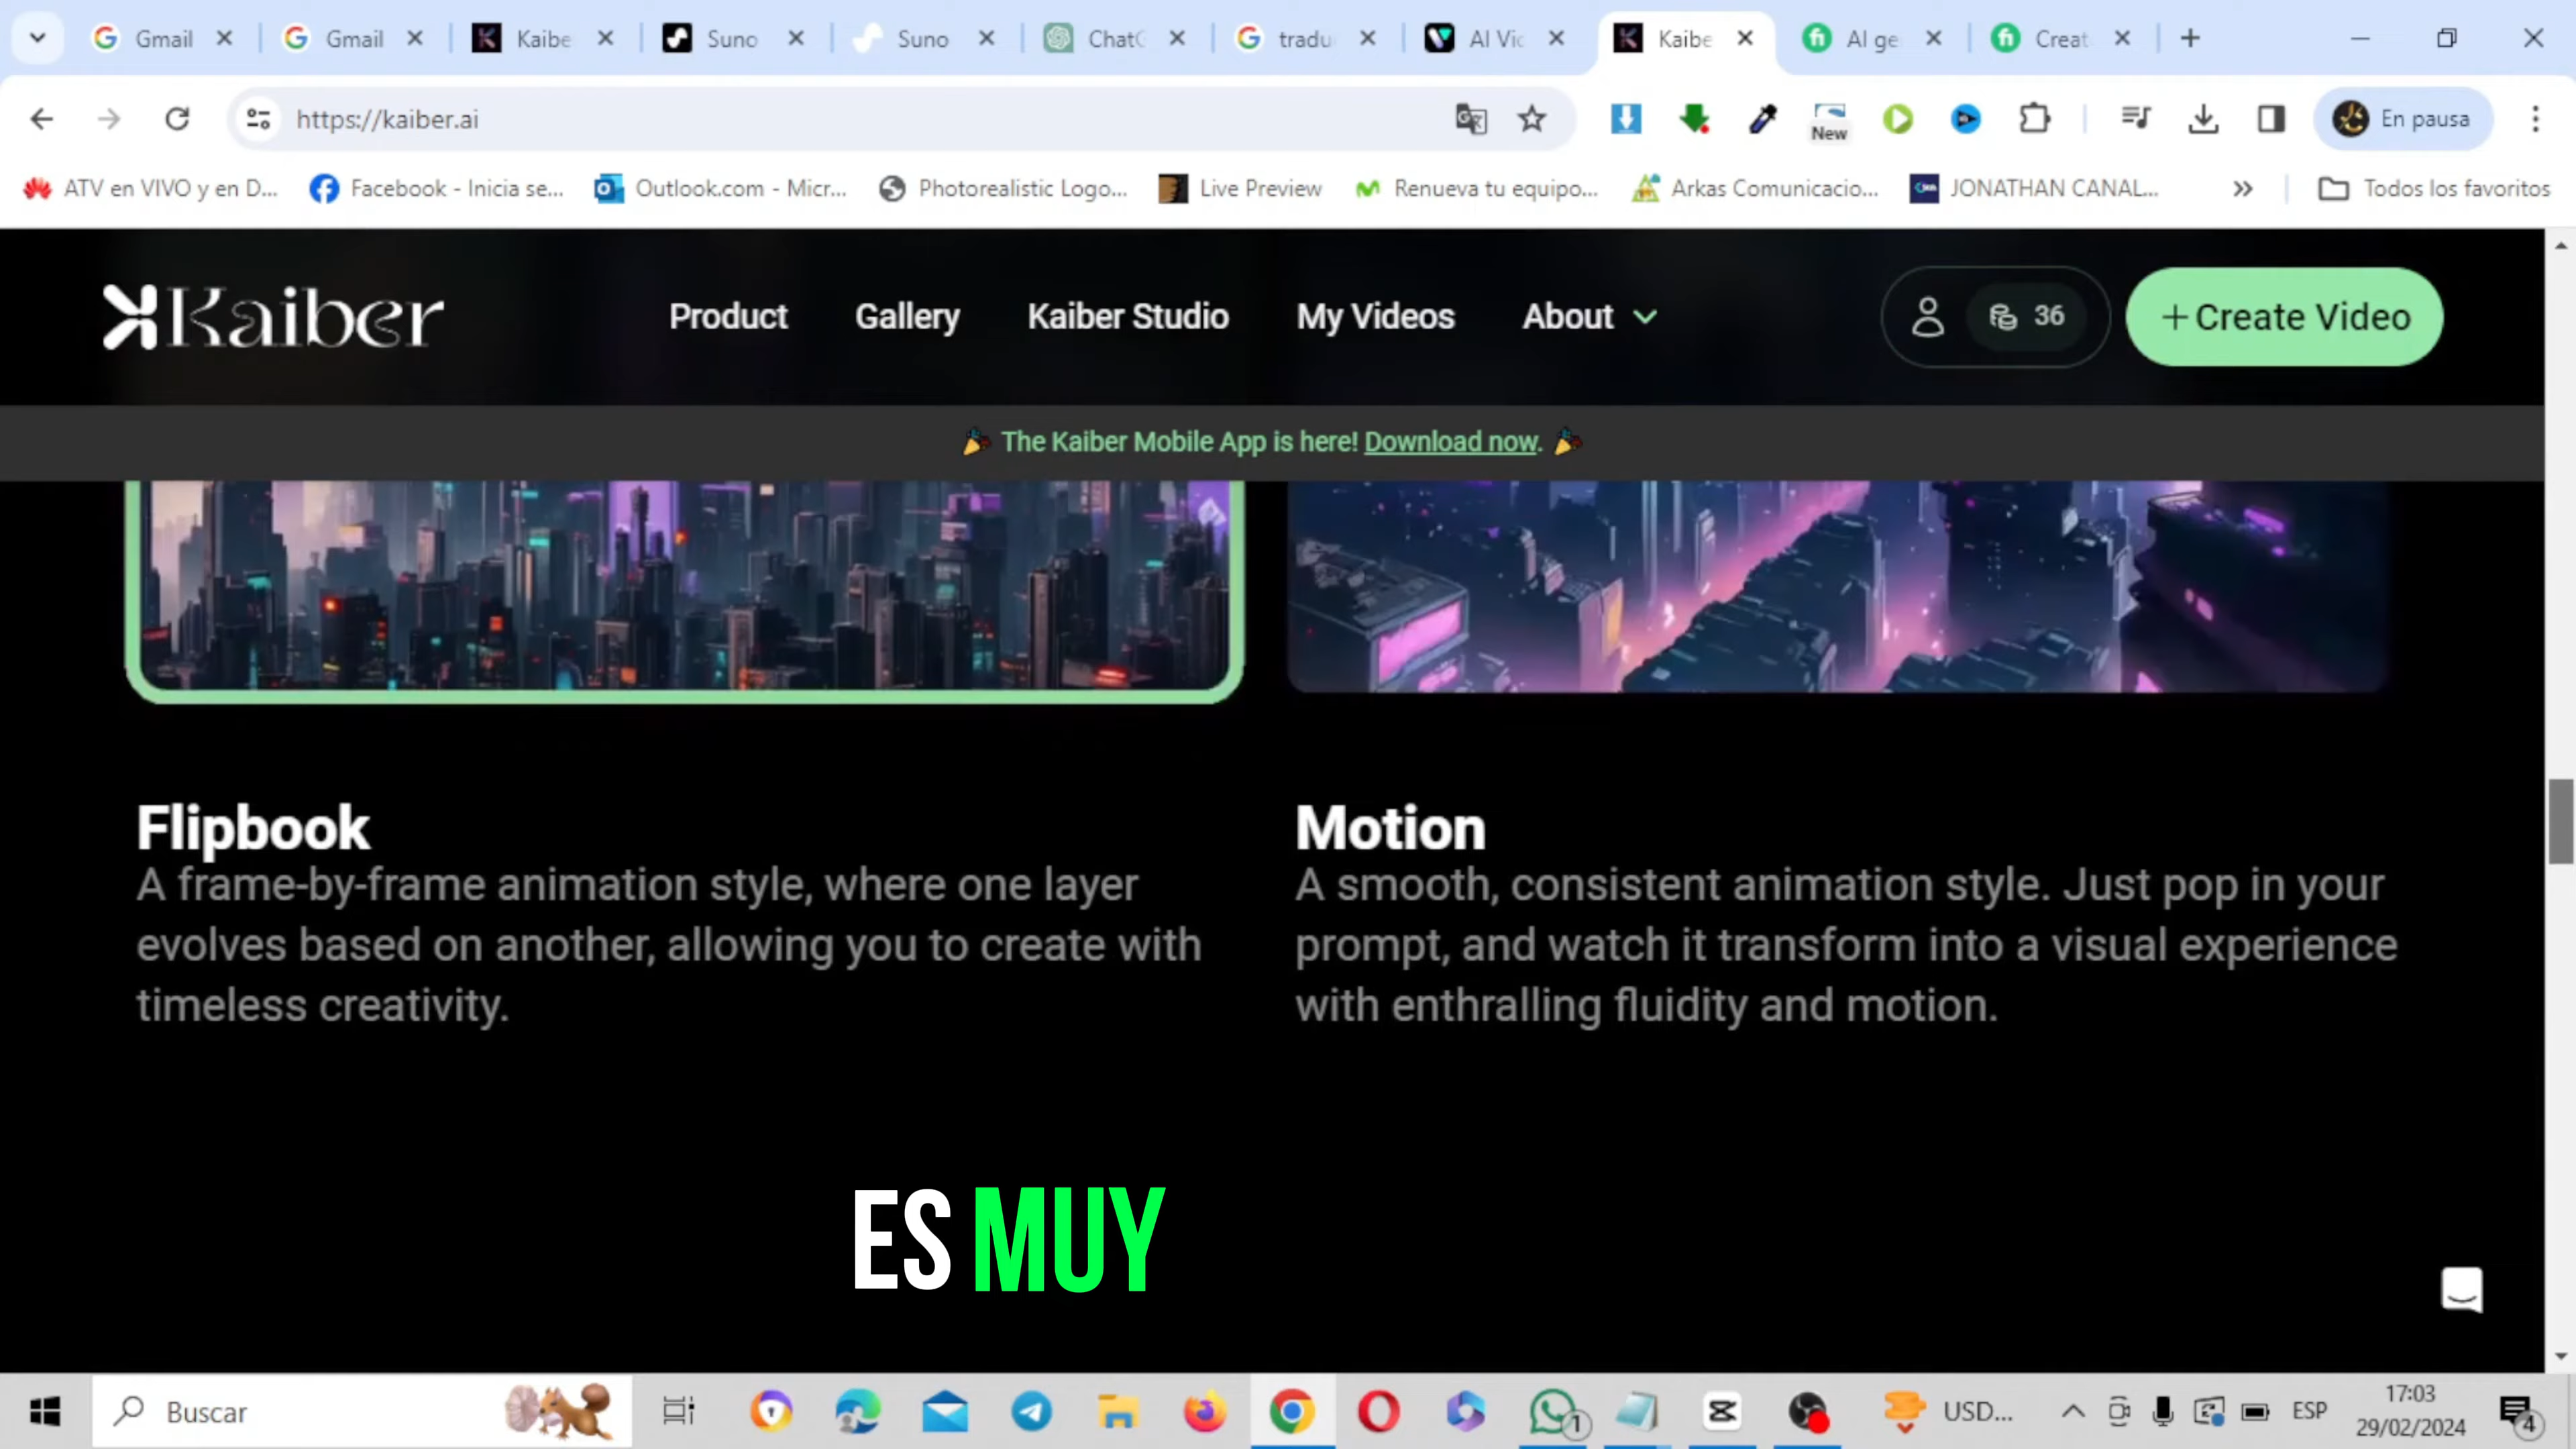 Gmail
Gmail
Kaibe
Suno
Suno
ChatG
tradu
AI Vic
Kaibe
AI ge
Creat
https://kaiber.ai
New
En pausa
ATV en VIVO y en D...
Facebook - Inicia se...
Outlook.com - Micr...
Photorealistic Logo...
Live Preview
Renueva tu equipo...
Arkas Comunicacio...
JONATHAN CANAL...
Todos los favoritos
Kaiber
Product
Gallery
Kaiber Studio
My Videos
About
36
+Create Video
The Kaiber Mobile App is here! Download now.
Flipbook
A frame-by-frame animation style, where one layer
evolves based on another, allowing you to create with
timeless creativity.
Motion
A smooth, consistent animation style. Just pop in your
prompt, and watch it transform into a visual experience
with enthralling fluidity and motion.
ES MUY
Buscar
1
USD...
ESP
17:03
29/02/2024
4